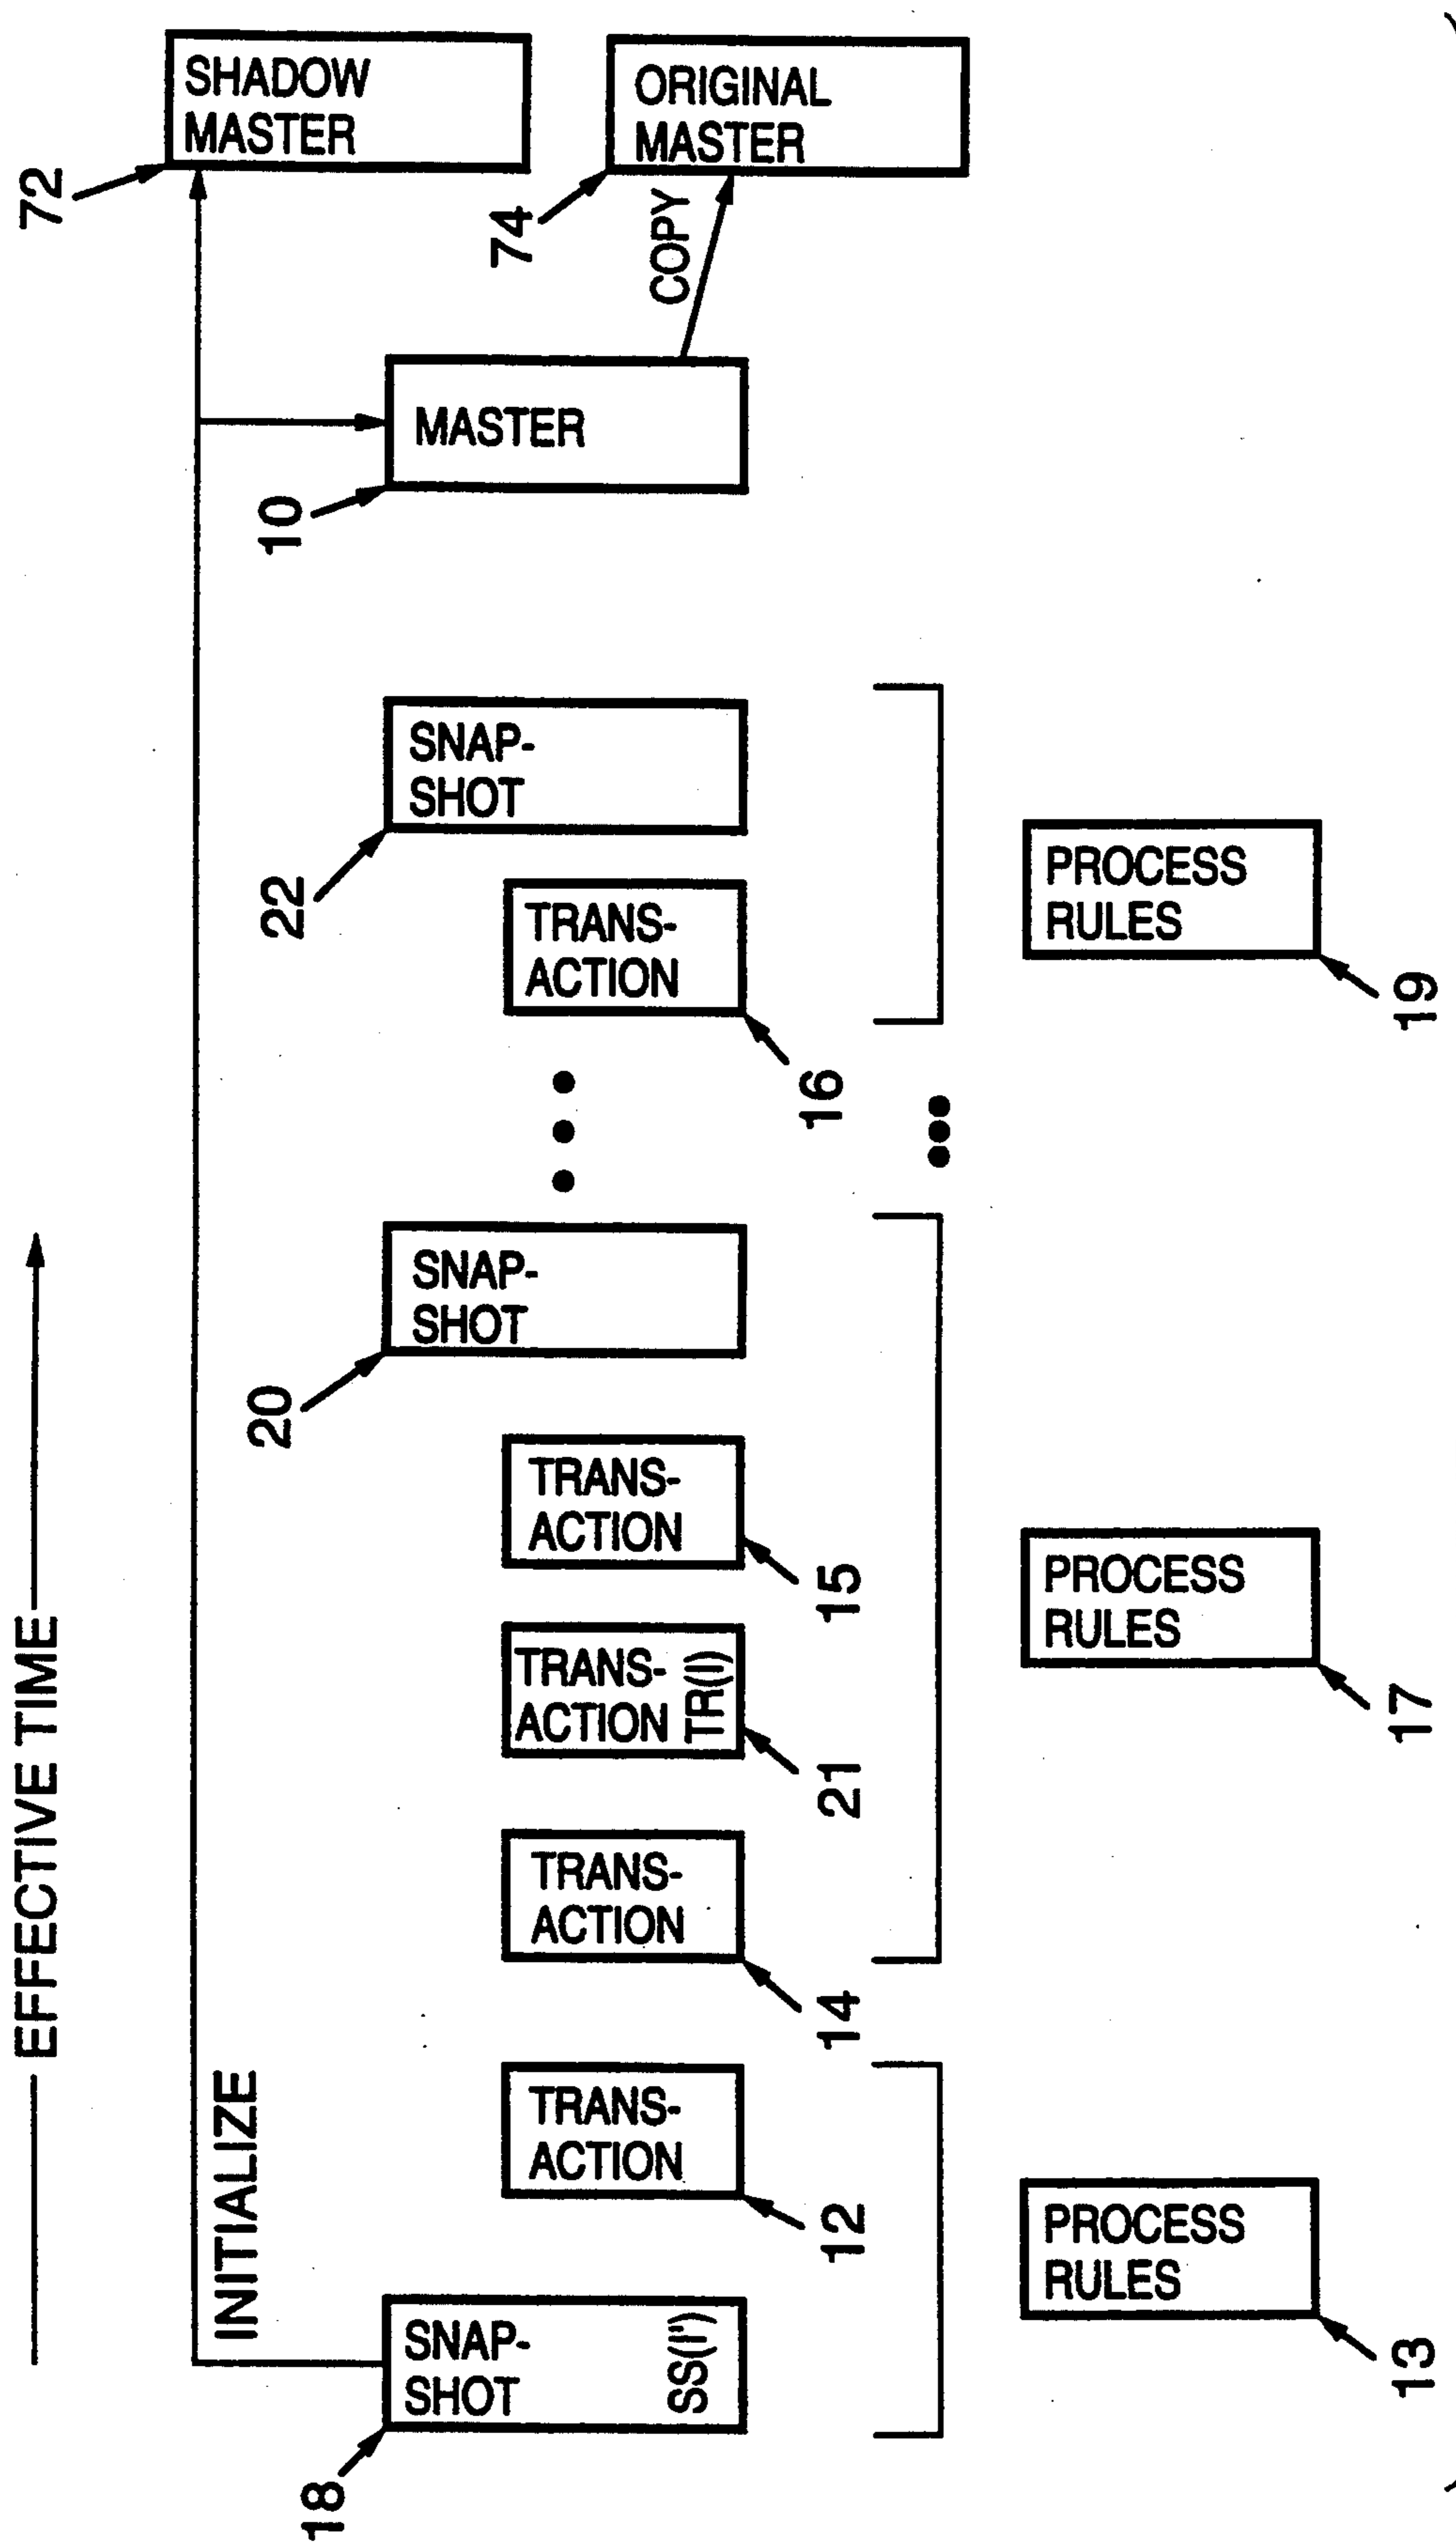 EFFECTIVE TIME
INITIALIZE
72
SHADOW
MASTER
74
ORIGINAL
MASTER
COPY
10
MASTER
22
SNAP-
SHOT
TRANS-
ACTION
16
PROCESS
RULES
19
20
SNAP-
SHOT
TRANS-
ACTION
15
TRANS-
ACTION
TR(I)
21
TRANS-
ACTION
14
PROCESS
RULES
17
TRANS-
ACTION
12
18
SNAP-
SHOT
SS(I')
PROCESS
RULES
13